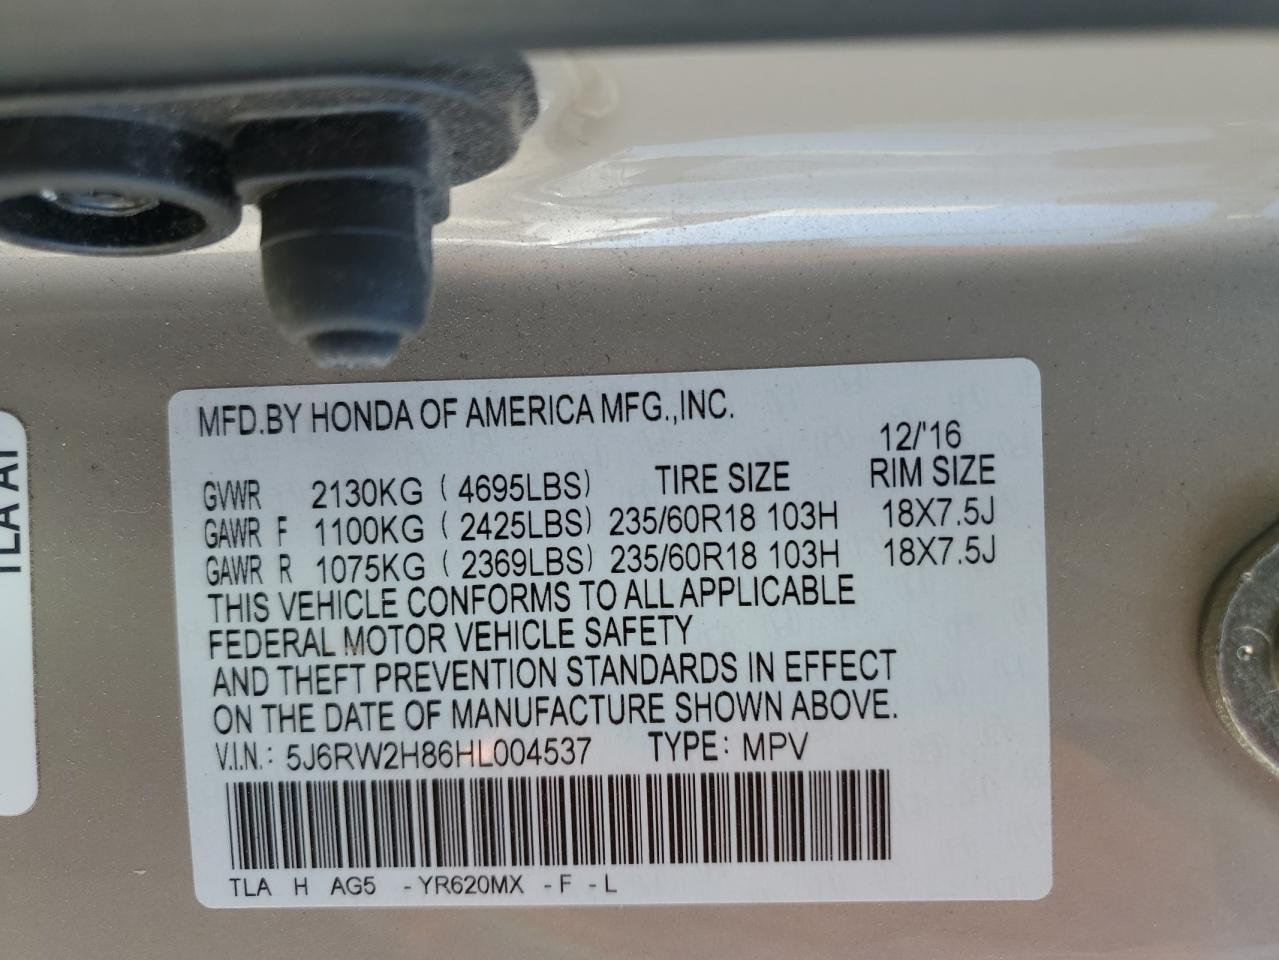 MFD.BY HONDA OF AMERICA MFG.,INC.
12/'16
GVWR 2130KG ( 4695LBS) TIRE SIZE RIM SIZE
GAWR F 1100KG ( 2425LBS) 235/60R18 103H 18X7.5J
GAWR R 1075KG ( 2369LBS) 235/60R18 103H 18X7.5J
THIS VEHICLE CONFORMS TO ALL APPLICABLE
FEDERAL MOTOR VEHICLE SAFETY
AND THEFT PREVENTION STANDARDS IN EFFECT
ON THE DATE OF MANUFACTURE SHOWN ABOVE.
V.I.N.: 5J6RW2H86HL004537 TYPE: MPV
TLA H AG5 -YR620MX -F -L
TLA